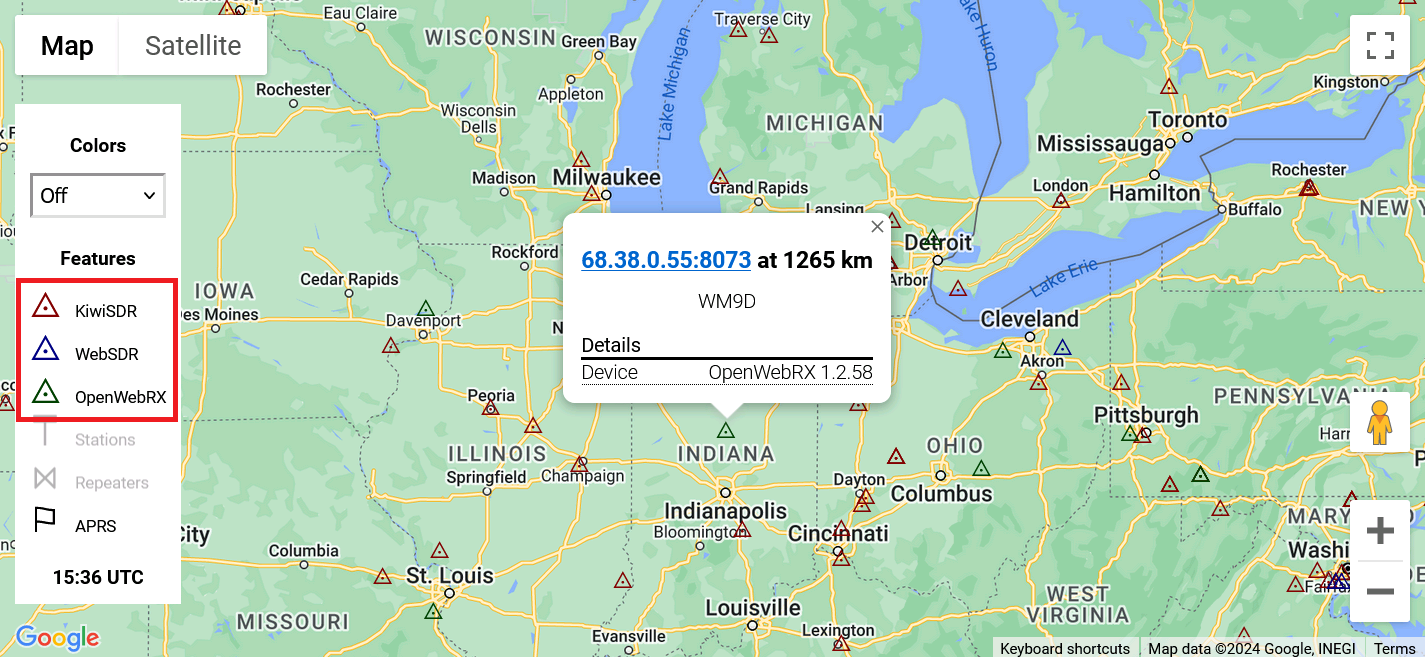 Eau Claire
Traverse City
Map
Satellite
WISCONSIN
Green Bay
Lake Michigan
Lake Huron
Appleton
Kingston
Rochester
Wisconsin
Dells
MICHIGAN
Toronto
Mississauga
Colors
Off
Madison
Milwaukee
Grand Rapids
London
Hamilton
Rochester
Lansing
Buffalo
NEW Y
Detroit
Features
Rockford
68.38.0.55:8073 at 1265 km
Lake Erie
Cedar Rapids
Arbor
IOWA
WM9D
KiwiSDR
es Moines
Davenport
N
Cleveland
WebSDR
Details
Akron
Device
OpenWebRX 1.2.58
OpenWebRX
Peoria
PENNSYLVANIA
Pittsburgh
Harr
Stations
ILLINOIS
INDIANA
OHIO
Springfield
Champaign
Dayton
Columbus
Repeaters
Indianapolis
MARY
APRS
City
Bloomington
Cincinnati
Columbia
Washi
15:36 UTC
St. Louis
Fairfax
WEST
VIRGINIA
Louisville
MISSOURI
Lexington
Evansville
Google
Keyboard shortcuts
Map data ©2024 Google, INEGI
Terms